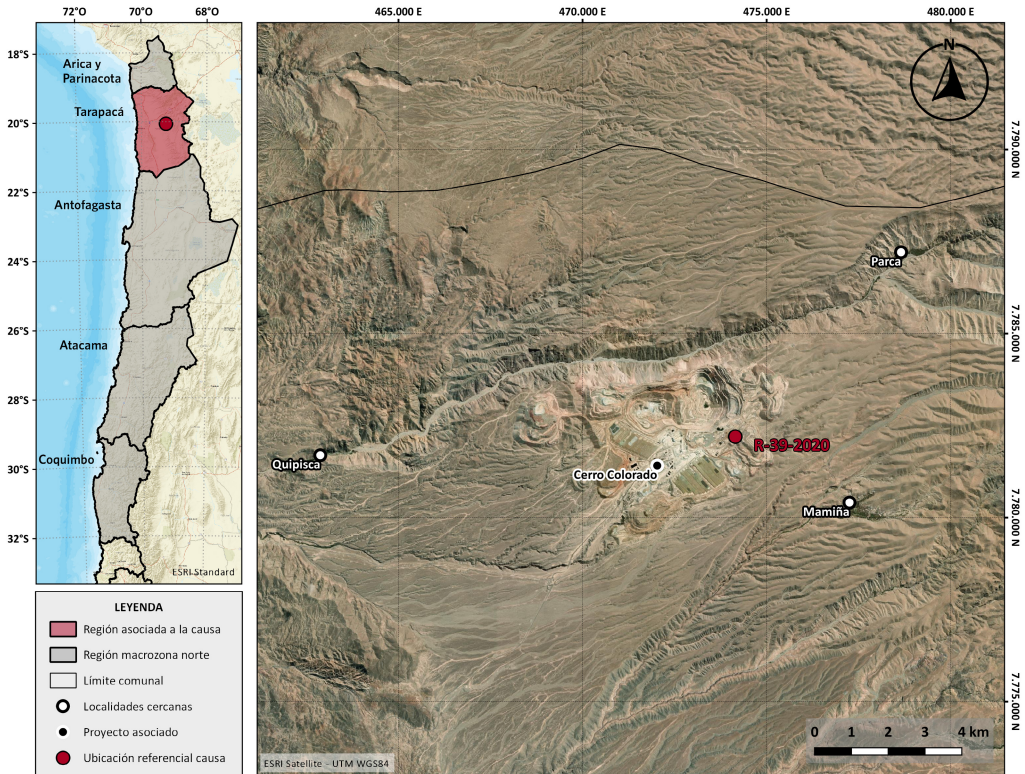 72°O
70°O
68°O
18°S
20°S
22°S
24°S
26°S
28°S
30°S
32°S
Arica y
Parinacota
Tarapacá
Antofagasta
Atacama
Coquimbo
ESRI Standard
LEYENDA
Región asociada a la causa
Región macrozona norte
Límite comunal
Localidades cercanas
Proyecto asociado
Ubicación referencial causa
465.000 E
470.000 E
475.000 E
480.000 E
N
7.790.000 N
7.785.000 N
7.780.000 N
7.775.000 N
Parca
R-39-2020
Quipisca
Cerro Colorado
Mamiña
0 1 2 3 4 km
ESRI Satellite - UTM WGS84